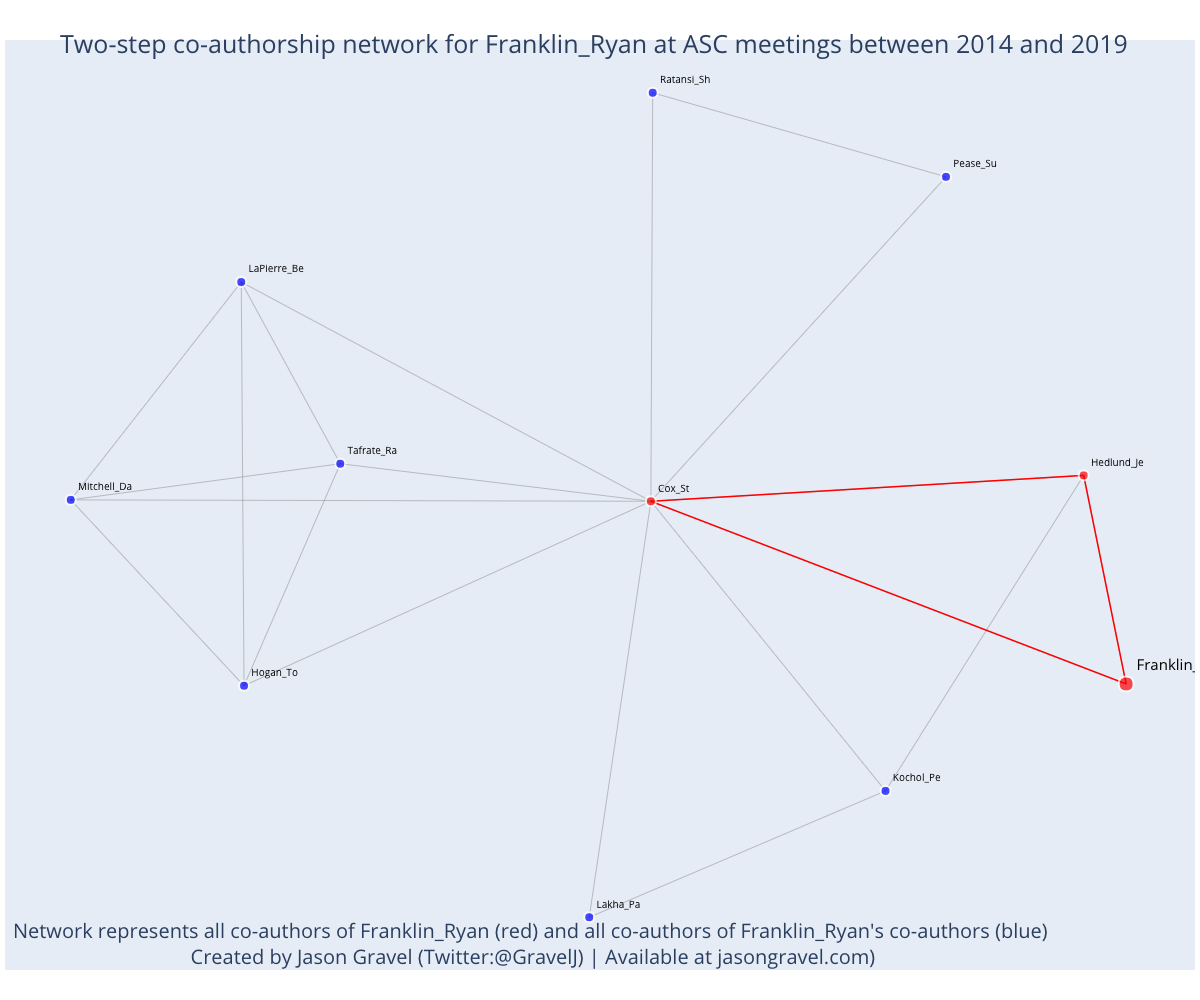 Two-step co-authorship network for Franklin_Ryan at ASC meetings between 2014 and 2019
Ratansi_Sh
Pease_Su
LaPierre_Be
Tafrate_Ra
Hedlund_Je
Mitchell_Da
Cox_St
Franklin_
Hogan_To
Kochol_Pe
Lakha_Pa
Network represents all co-authors of Franklin_Ryan (red) and all co-authors of Franklin_Ryan's co-authors (blue)
Created by Jason Gravel (Twitter:@GravelJ) | Available at jasongravel.com)